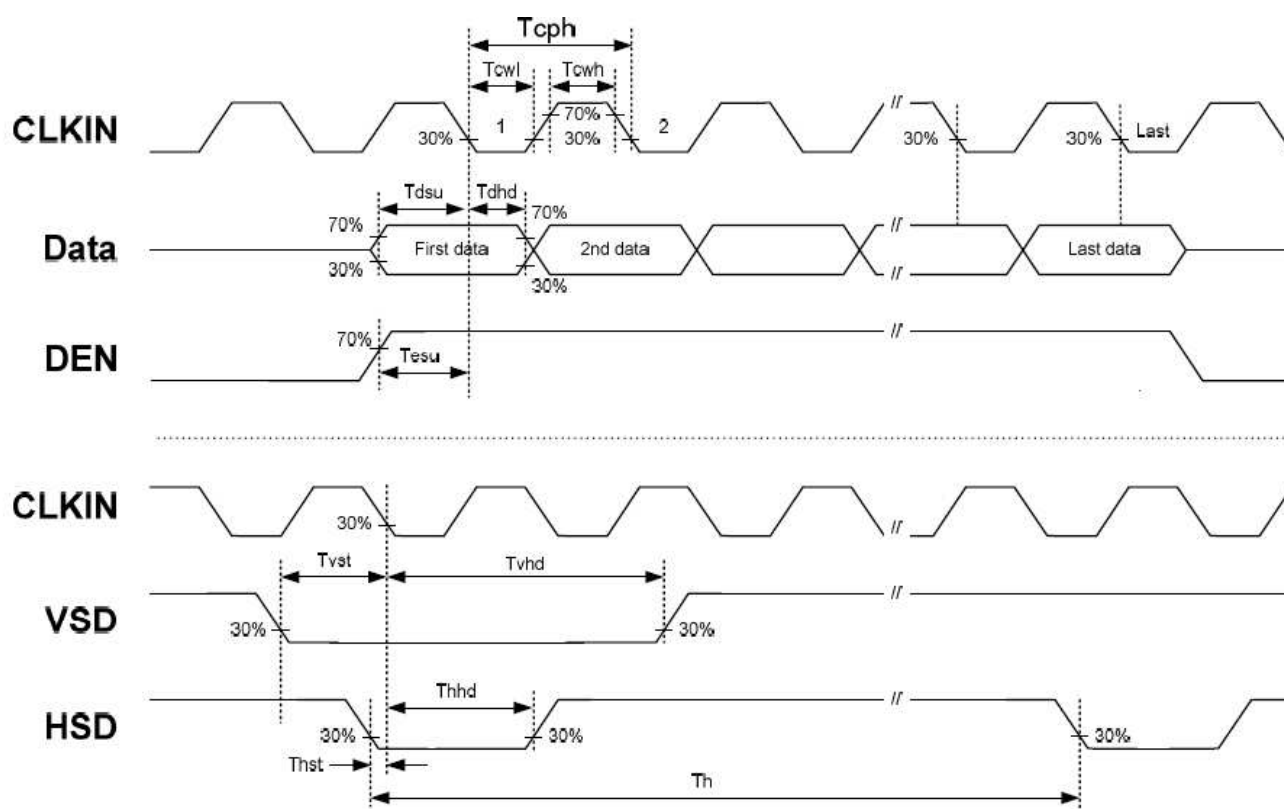 Tcph
Tcwl Tcwh
CLKIN 30% 1 70% 30% 2 // 30% 30% Last
Tdsu Tdhd
70% 70%
Data First data 2nd data // // Last data
30% 30%
DEN 70% Tesu //
CLKIN 30% //
Tvst Tvhd
VSD 30% 30% //
Thhd
HSD 30% 30% // 30%
Thst
Th